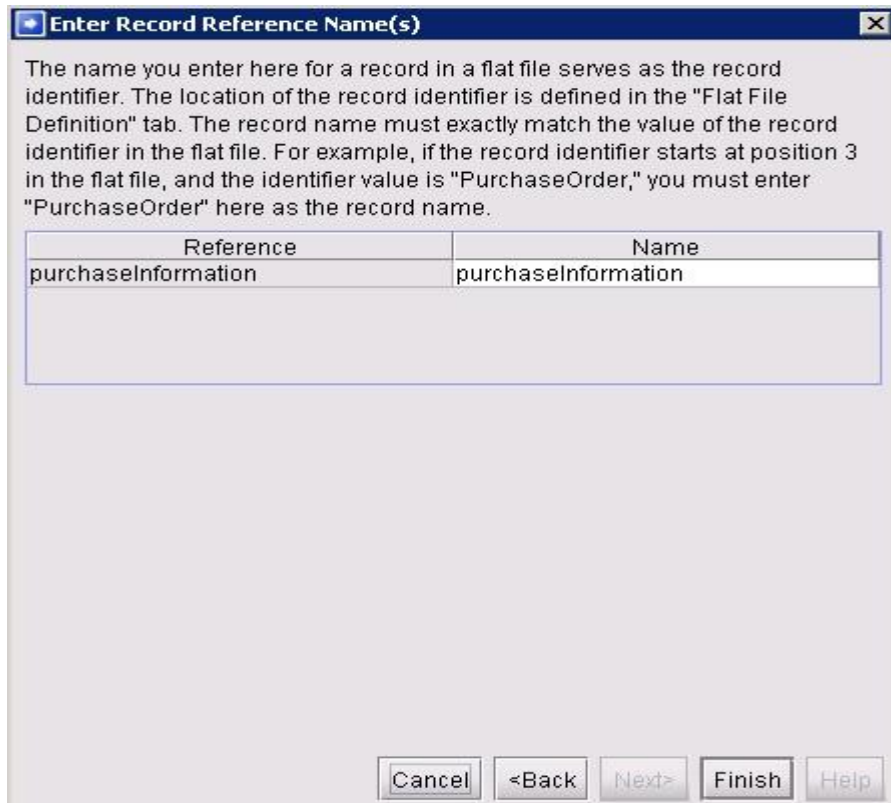 Enter Record Reference Name(s)
The name you enter here for a record in a flat file serves as the record
identifier. The location of the record identifier is defined in the "Flat File
Definition" tab. The record name must exactly match the value of the record
identifier in the flat file. For example, if the record identifier starts at position 3
in the flat file, and the identifier value is "PurchaseOrder," you must enter
"PurchaseOrder" here as the record name.
Reference Name
purchaseInformation purchaseInformation
Cancel <Back Next> Finish Help